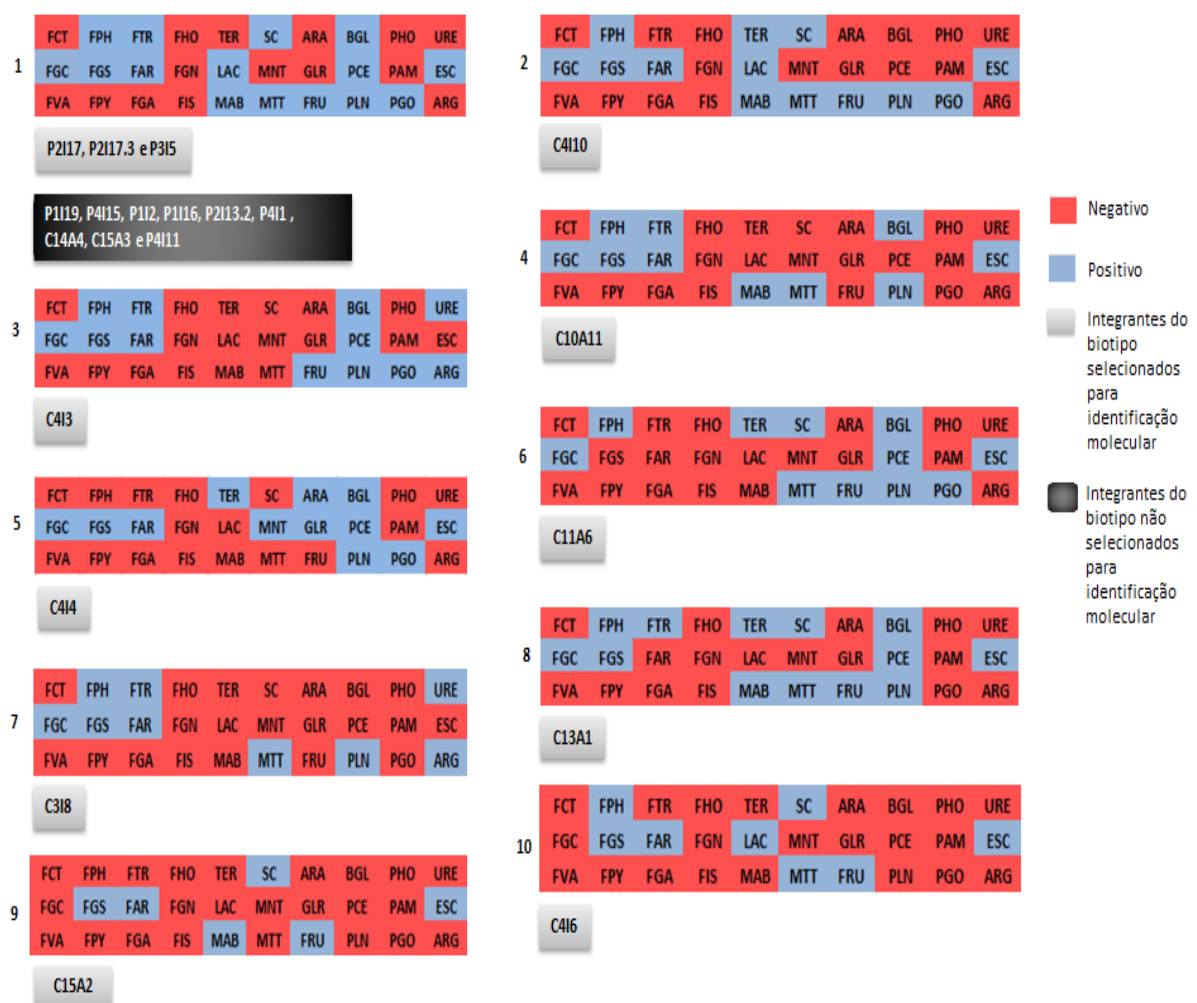 1
FCT FPH FTR FHO TER SC ARA BGL PHO URE
FGC FGS FAR FGN LAC MNT GLR PCE PAM ESC
FVA FPY FGA FIS MAB MTT FRU PLN PGO ARG
P2I17, P2I17.3 e P3I5
P1I19, P4I15, P1I2, P1I16, P2I13.2, P4I1 ,
C14A4, C15A3 e P4I11
2
FCT FPH FTR FHO TER SC ARA BGL PHO URE
FGC FGS FAR FGN LAC MNT GLR PCE PAM ESC
FVA FPY FGA FIS MAB MTT FRU PLN PGO ARG
C4I10
3
FCT FPH FTR FHO TER SC ARA BGL PHO URE
FGC FGS FAR FGN LAC MNT GLR PCE PAM ESC
FVA FPY FGA FIS MAB MTT FRU PLN PGO ARG
C4I3
4
FCT FPH FTR FHO TER SC ARA BGL PHO URE
FGC FGS FAR FGN LAC MNT GLR PCE PAM ESC
FVA FPY FGA FIS MAB MTT FRU PLN PGO ARG
C10A11
5
FCT FPH FTR FHO TER SC ARA BGL PHO URE
FGC FGS FAR FGN LAC MNT GLR PCE PAM ESC
FVA FPY FGA FIS MAB MTT FRU PLN PGO ARG
C4I4
6
FCT FPH FTR FHO TER SC ARA BGL PHO URE
FGC FGS FAR FGN LAC MNT GLR PCE PAM ESC
FVA FPY FGA FIS MAB MTT FRU PLN PGO ARG
C11A6
7
FCT FPH FTR FHO TER SC ARA BGL PHO URE
FGC FGS FAR FGN LAC MNT GLR PCE PAM ESC
FVA FPY FGA FIS MAB MTT FRU PLN PGO ARG
C3I8
8
FCT FPH FTR FHO TER SC ARA BGL PHO URE
FGC FGS FAR FGN LAC MNT GLR PCE PAM ESC
FVA FPY FGA FIS MAB MTT FRU PLN PGO ARG
C13A1
9
FCT FPH FTR FHO TER SC ARA BGL PHO URE
FGC FGS FAR FGN LAC MNT GLR PCE PAM ESC
FVA FPY FGA FIS MAB MTT FRU PLN PGO ARG
C15A2
10
FCT FPH FTR FHO TER SC ARA BGL PHO URE
FGC FGS FAR FGN LAC MNT GLR PCE PAM ESC
FVA FPY FGA FIS MAB MTT FRU PLN PGO ARG
C4I6
Negativo
Positivo
Integrantes do
biotipo
selecionados
para
identificação
molecular
Integrantes do
biotipo não
selecionados
para
identificação
molecular